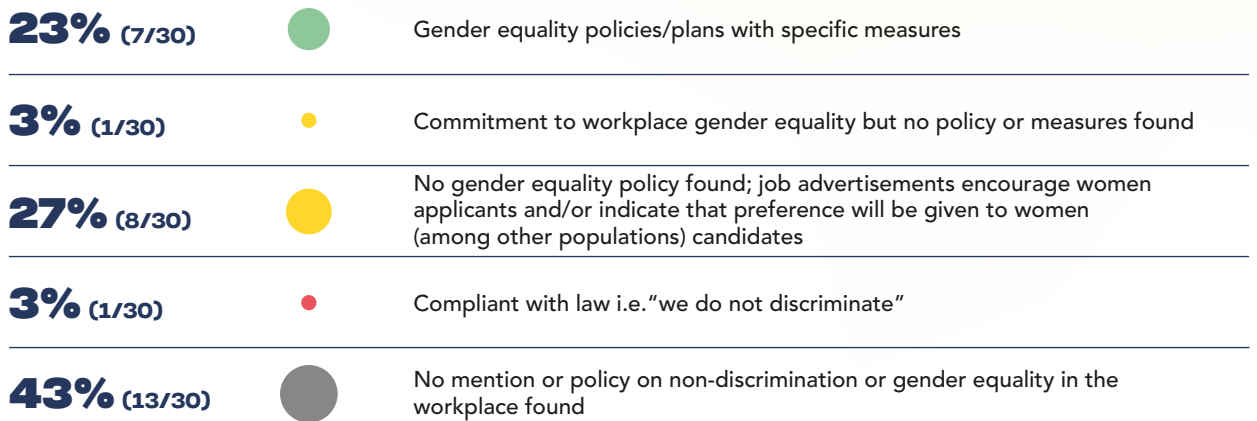 23% (7/30) Gender equality policies/plans with specific measures
3% (1/30) Commitment to workplace gender equality but no policy or measures found
27% (8/30) No gender equality policy found; job advertisements encourage women
applicants and/or indicate that preference will be given to women
(among other populations) candidates
3% (1/30) Compliant with law i.e.“we do not discriminate”
43% (13/30) No mention or policy on non-discrimination or gender equality in the
workplace found